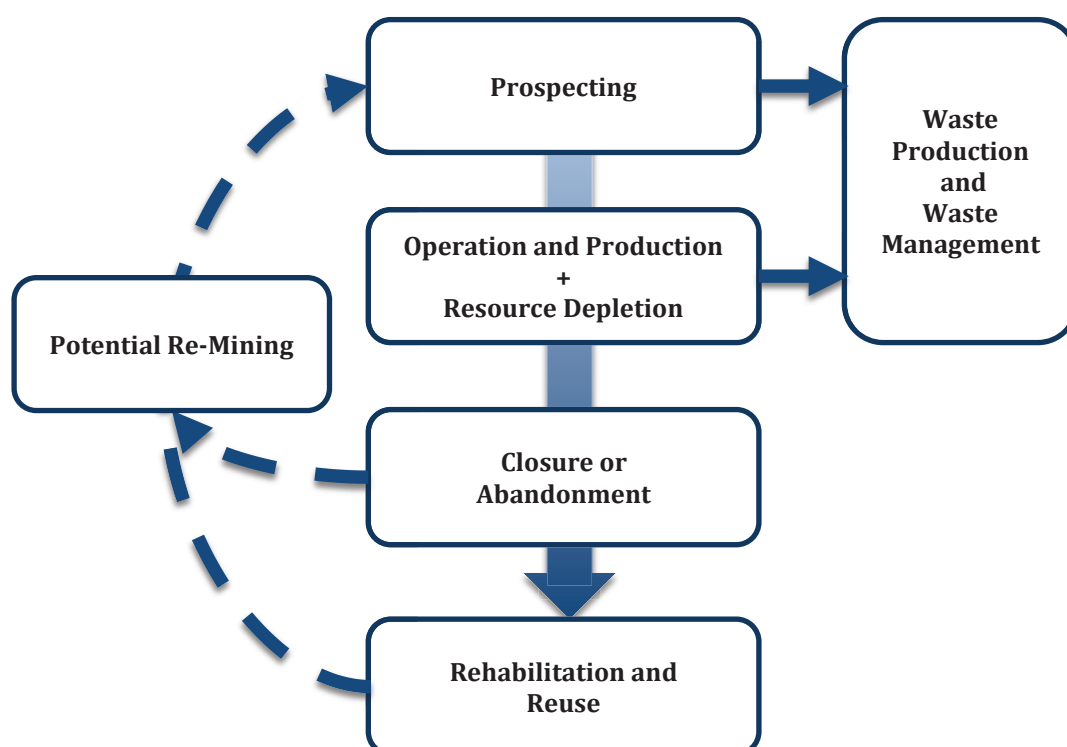 Prospecting
Waste
Production
and
Waste
Management
Operation and Production
+
Resource Depletion
Potential Re-Mining
Closure or
Abandonment
Rehabilitation and
Reuse